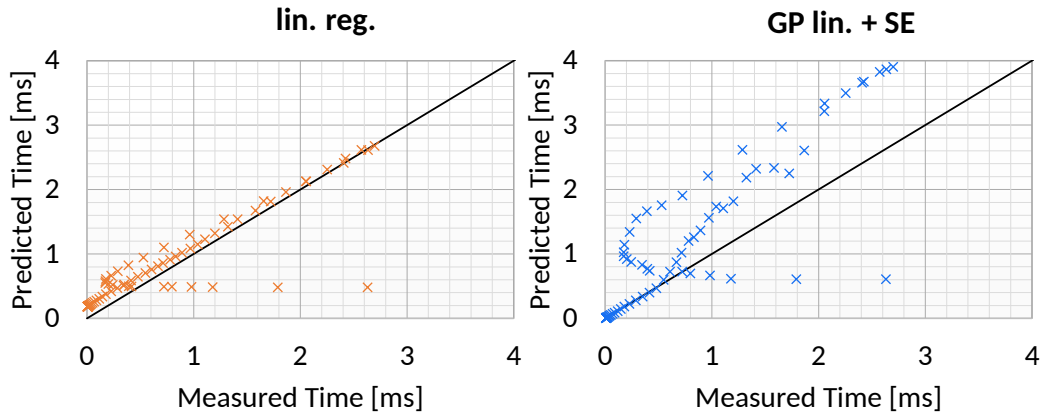 lin. reg.
GP lin. + SE
Predicted Time [ms]
4
3
2
1
0
0 1 2 3 4
Measured Time [ms]
Predicted Time [ms]
4
3
2
1
0
0 1 2 3 4
Measured Time [ms]